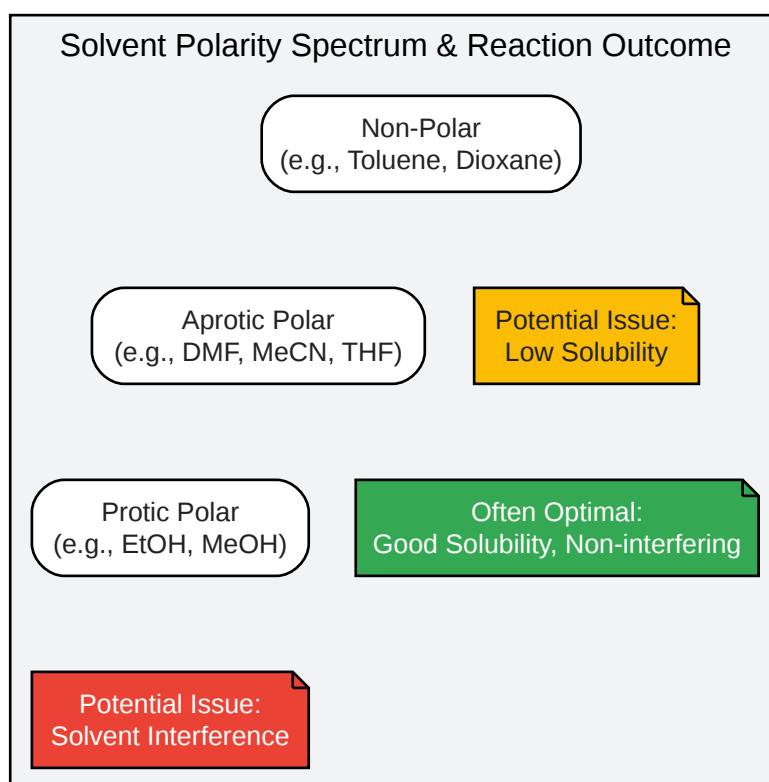 Solvent Polarity Spectrum & Reaction Outcome
Non-Polar
(e.g., Toluene, Dioxane)
Aprotic Polar
(e.g., DMF, MeCN, THF)
Potential Issue:
Low Solubility
Protic Polar
(e.g., EtOH, MeOH)
Often Optimal:
Good Solubility, Non-interfering
Potential Issue:
Solvent Interference